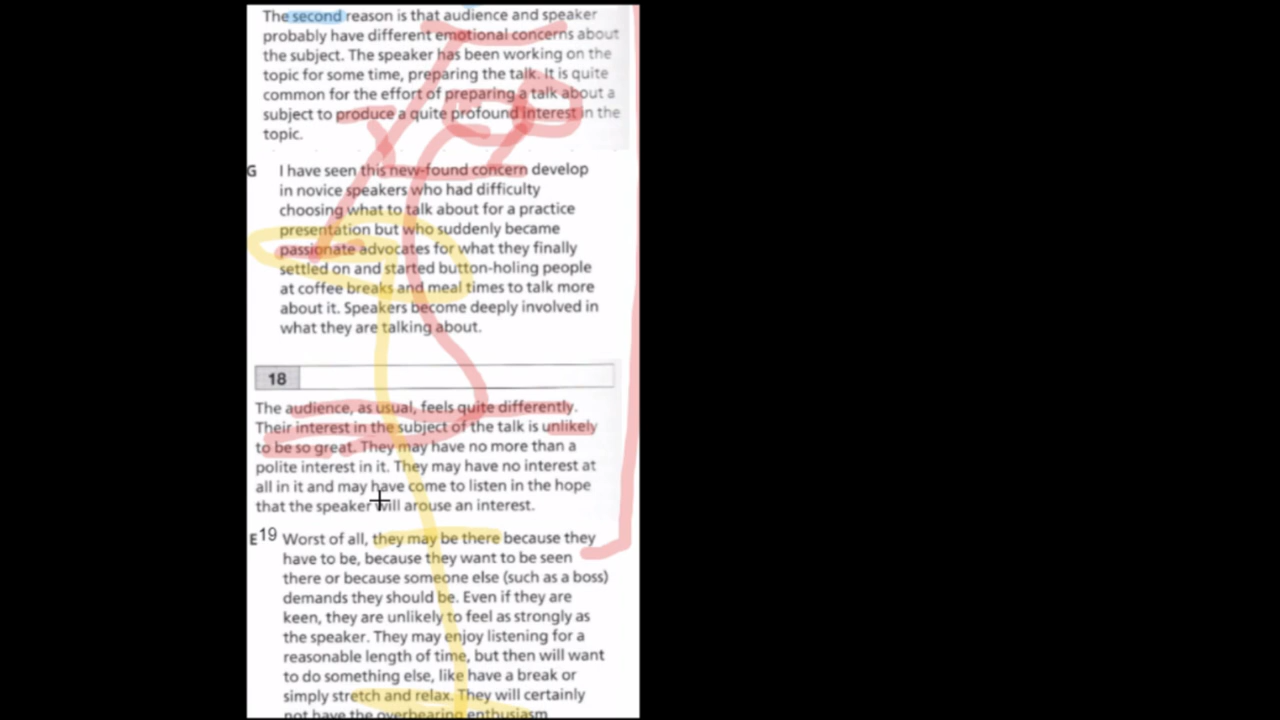 The second reason is that audience and speaker
probably have different emotional concerns about
the subject. The speaker has been working on the
topic for some time, preparing the talk. It is quite
common for the effort of preparing a talk about a
subject to produce a quite profound interest in the
topic.
G I have seen this new-found concern develop
in novice speakers who had difficulty
choosing what to talk about for a practice
presentation but who suddenly became
passionate advocates for what they finally
settled on and started button-holing people
at coffee breaks and meal times to talk more
about it. Speakers become deeply involved in
what they are talking about.
18
The audience, as usual, feels quite differently.
Their interest in the subject of the talk is unlikely
to be so great. They may have no more than a
polite interest in it. They may have no interest at
all in it and may have come to listen in the hope
that the speaker will arouse an interest.
E 19 Worst of all, they may be there because they
have to be, because they want to be seen
there or because someone else (such as a boss)
demands they should be. Even if they are
keen, they are unlikely to feel as strongly as
the speaker. They may enjoy listening for a
reasonable length of time, but then will want
to do something else, like have a break or
simply stretch and relax. They will certainly
not have the overbearing enthusiasm